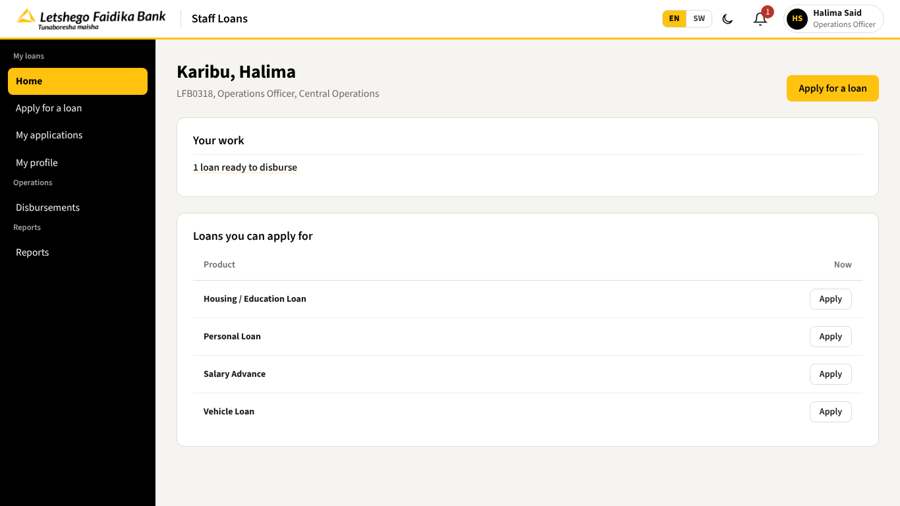 Letshego Faidika Bank
Tunaboresha maisha
Staff Loans
EN SW
1
HS
Halima Said
Operations Officer
My loans
Home
Apply for a loan
My applications
My profile
Operations
Disbursements
Reports
Reports
Karibu, Halima
LFB0318, Operations Officer, Central Operations
Apply for a loan
Your work
1 loan ready to disburse
Loans you can apply for
Product Now
Housing / Education Loan Apply
Personal Loan Apply
Salary Advance Apply
Vehicle Loan Apply